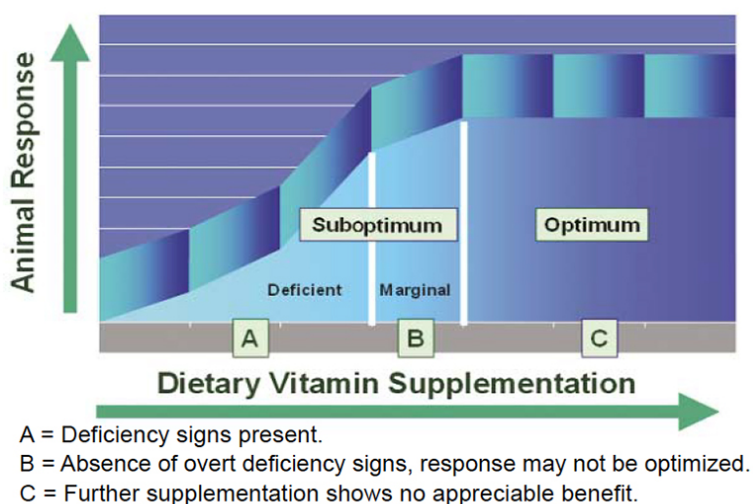 Animal Response
Suboptimum
Optimum
Deficient
Marginal
A
B
C
Dietary Vitamin Supplementation
A = Deficiency signs present.
B = Absence of overt deficiency signs, response may not be optimized.
C = Further supplementation shows no appreciable benefit.